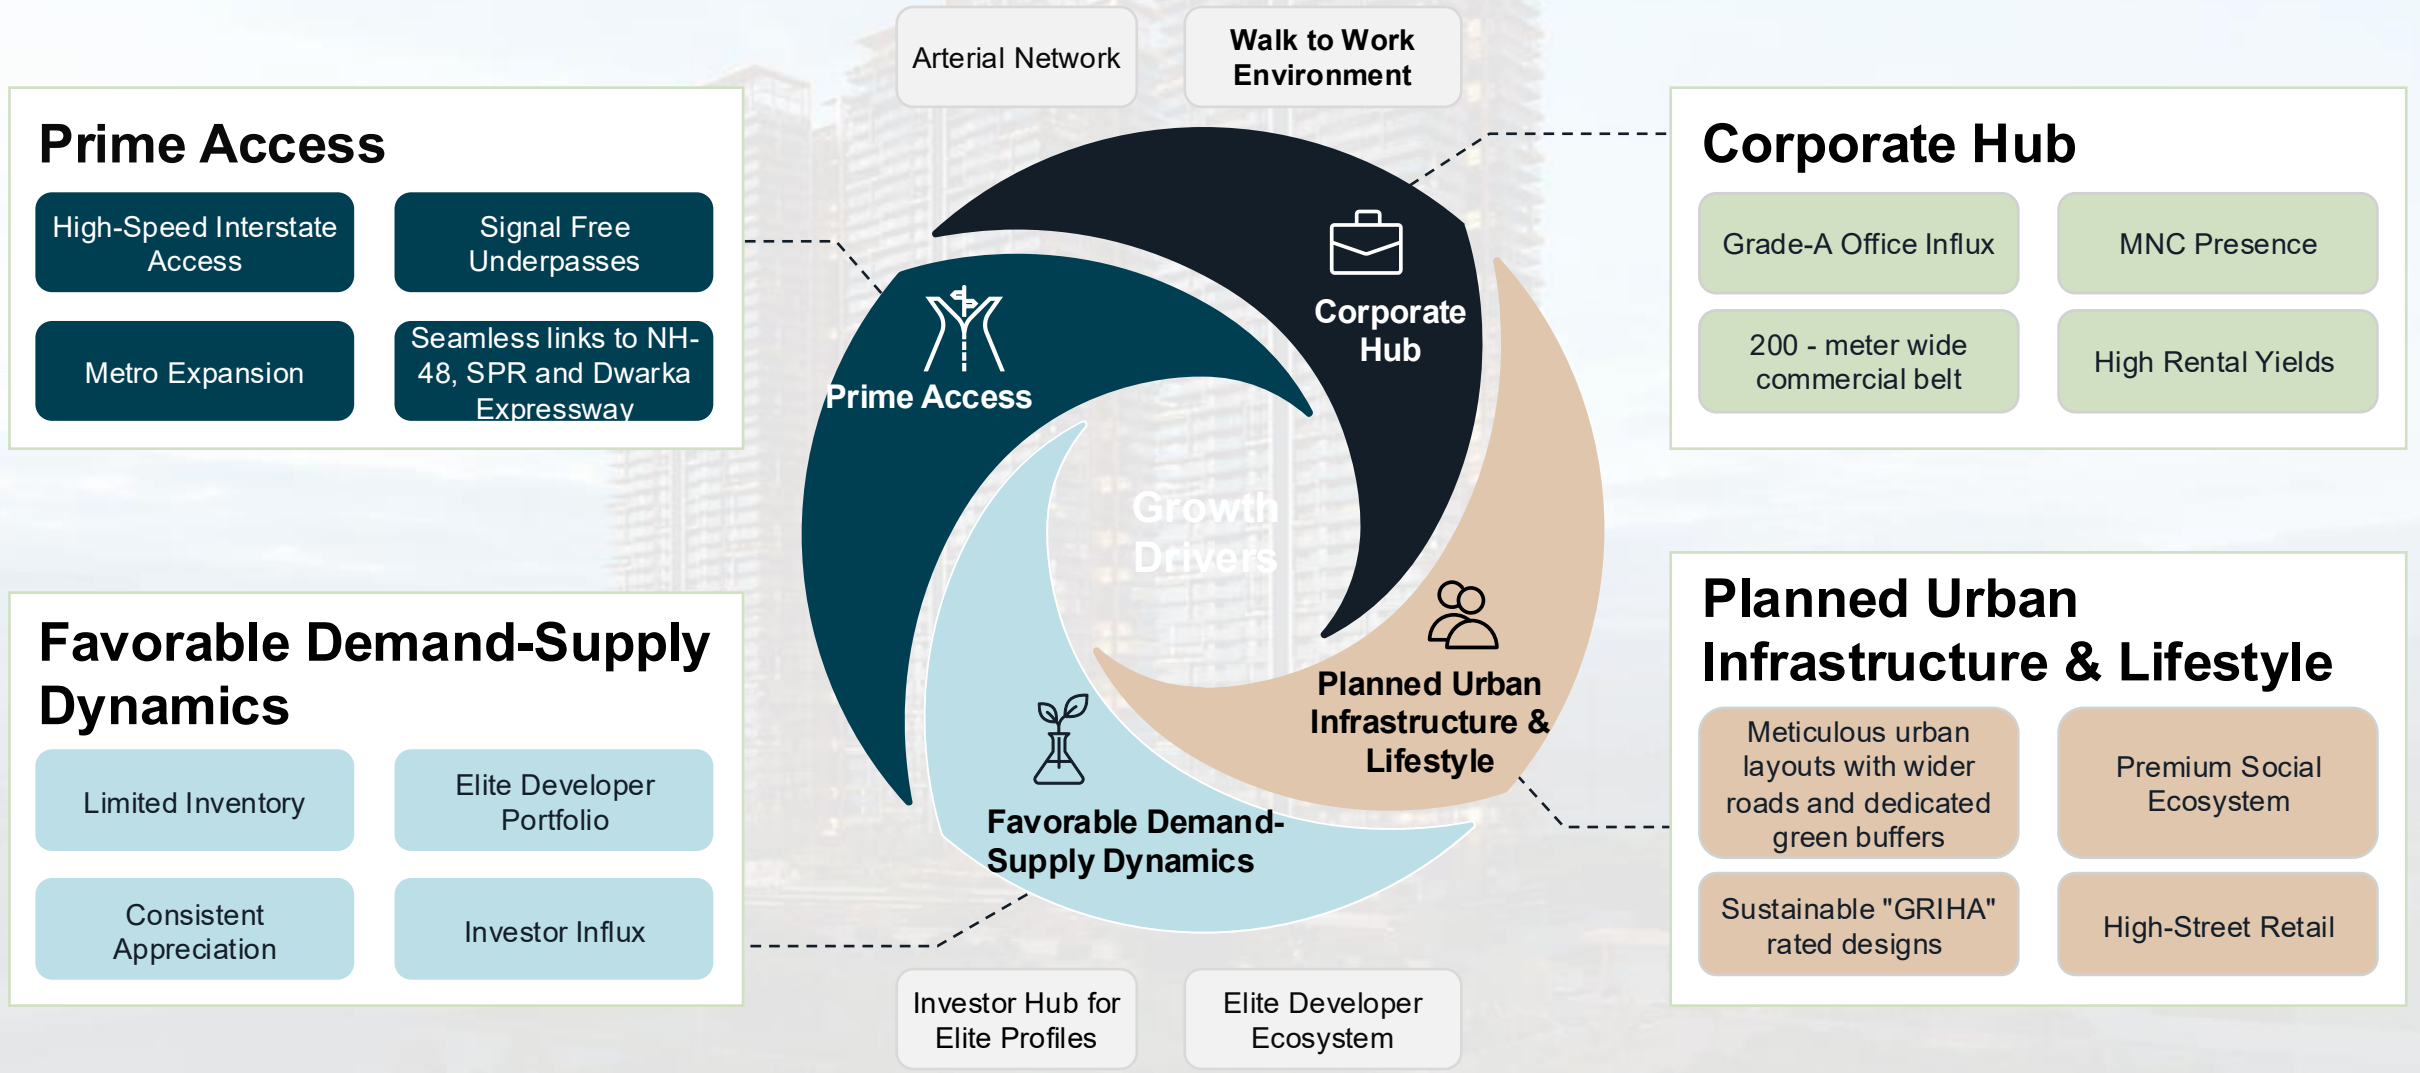 Arterial Network
Walk to Work
Environment
Prime Access
High-Speed Interstate
Access
Signal Free
Underpasses
Metro Expansion
Seamless links to NH-
48, SPR and Dwarka
Expressway
Corporate Hub
Grade-A Office Influx
MNC Presence
200 - meter wide
commercial belt
High Rental Yields
Corporate
Hub
Prime Access
Growth
Drivers
Planned Urban
Infrastructure &
Lifestyle
Favorable Demand-
Supply Dynamics
Favorable Demand-Supply
Dynamics
Limited Inventory
Elite Developer
Portfolio
Consistent
Appreciation
Investor Influx
Planned Urban
Infrastructure & Lifestyle
Meticulous urban
layouts with wider
roads and dedicated
green buffers
Premium Social
Ecosystem
Sustainable "GRIHA"
rated designs
High-Street Retail
Investor Hub for
Elite Profiles
Elite Developer
Ecosystem